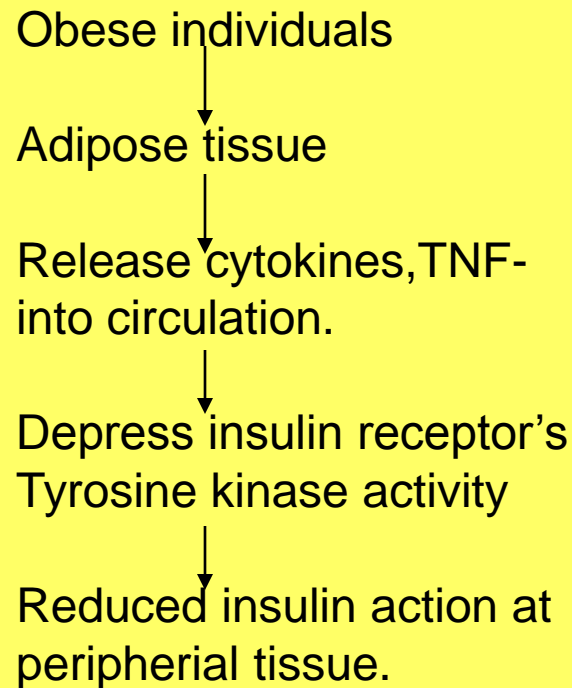 Obese individuals
Adipose tissue
Release cytokines,TNF-
into circulation.
Depress insulin receptor's
Tyrosine kinase activity
Reduced insulin action at
peripherial tissue.